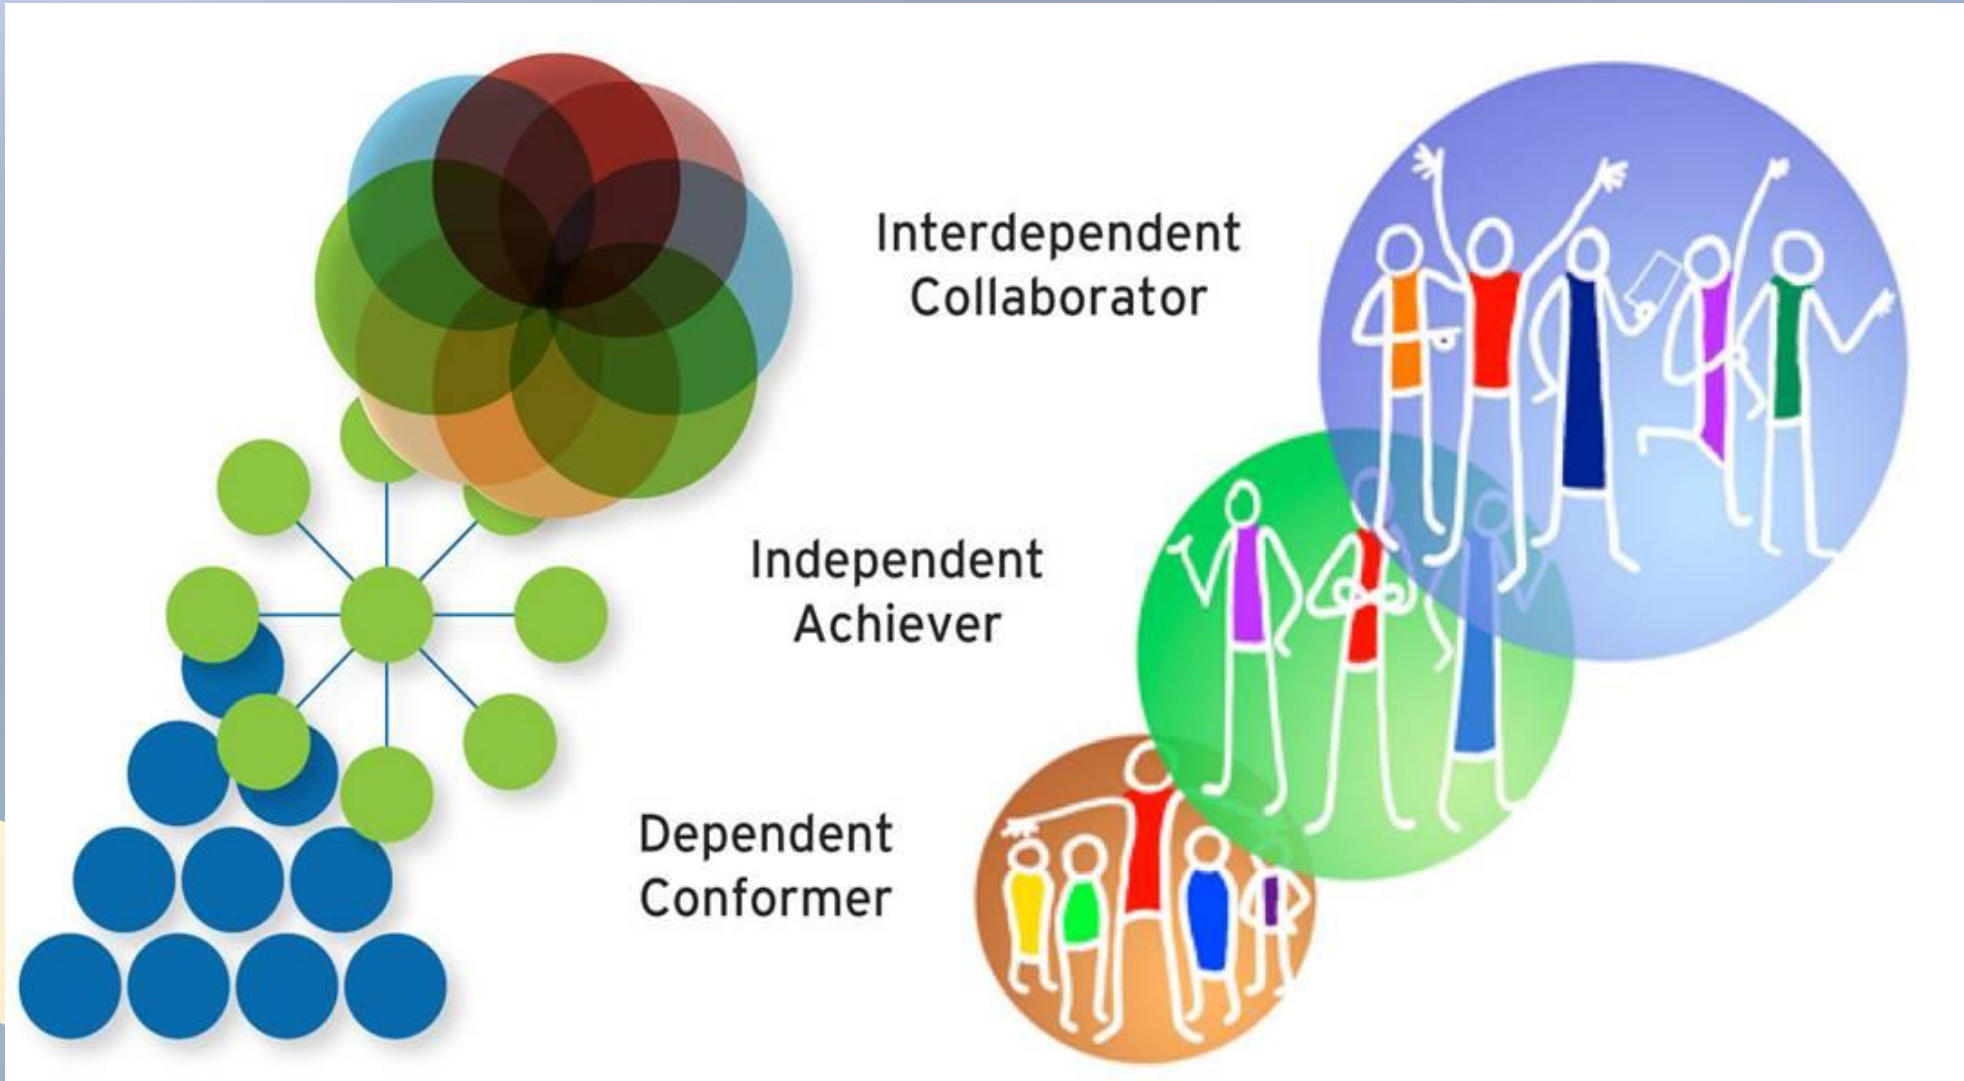 Interdependent
Collaborator
Independent
Achiever
Dependent
Conformer